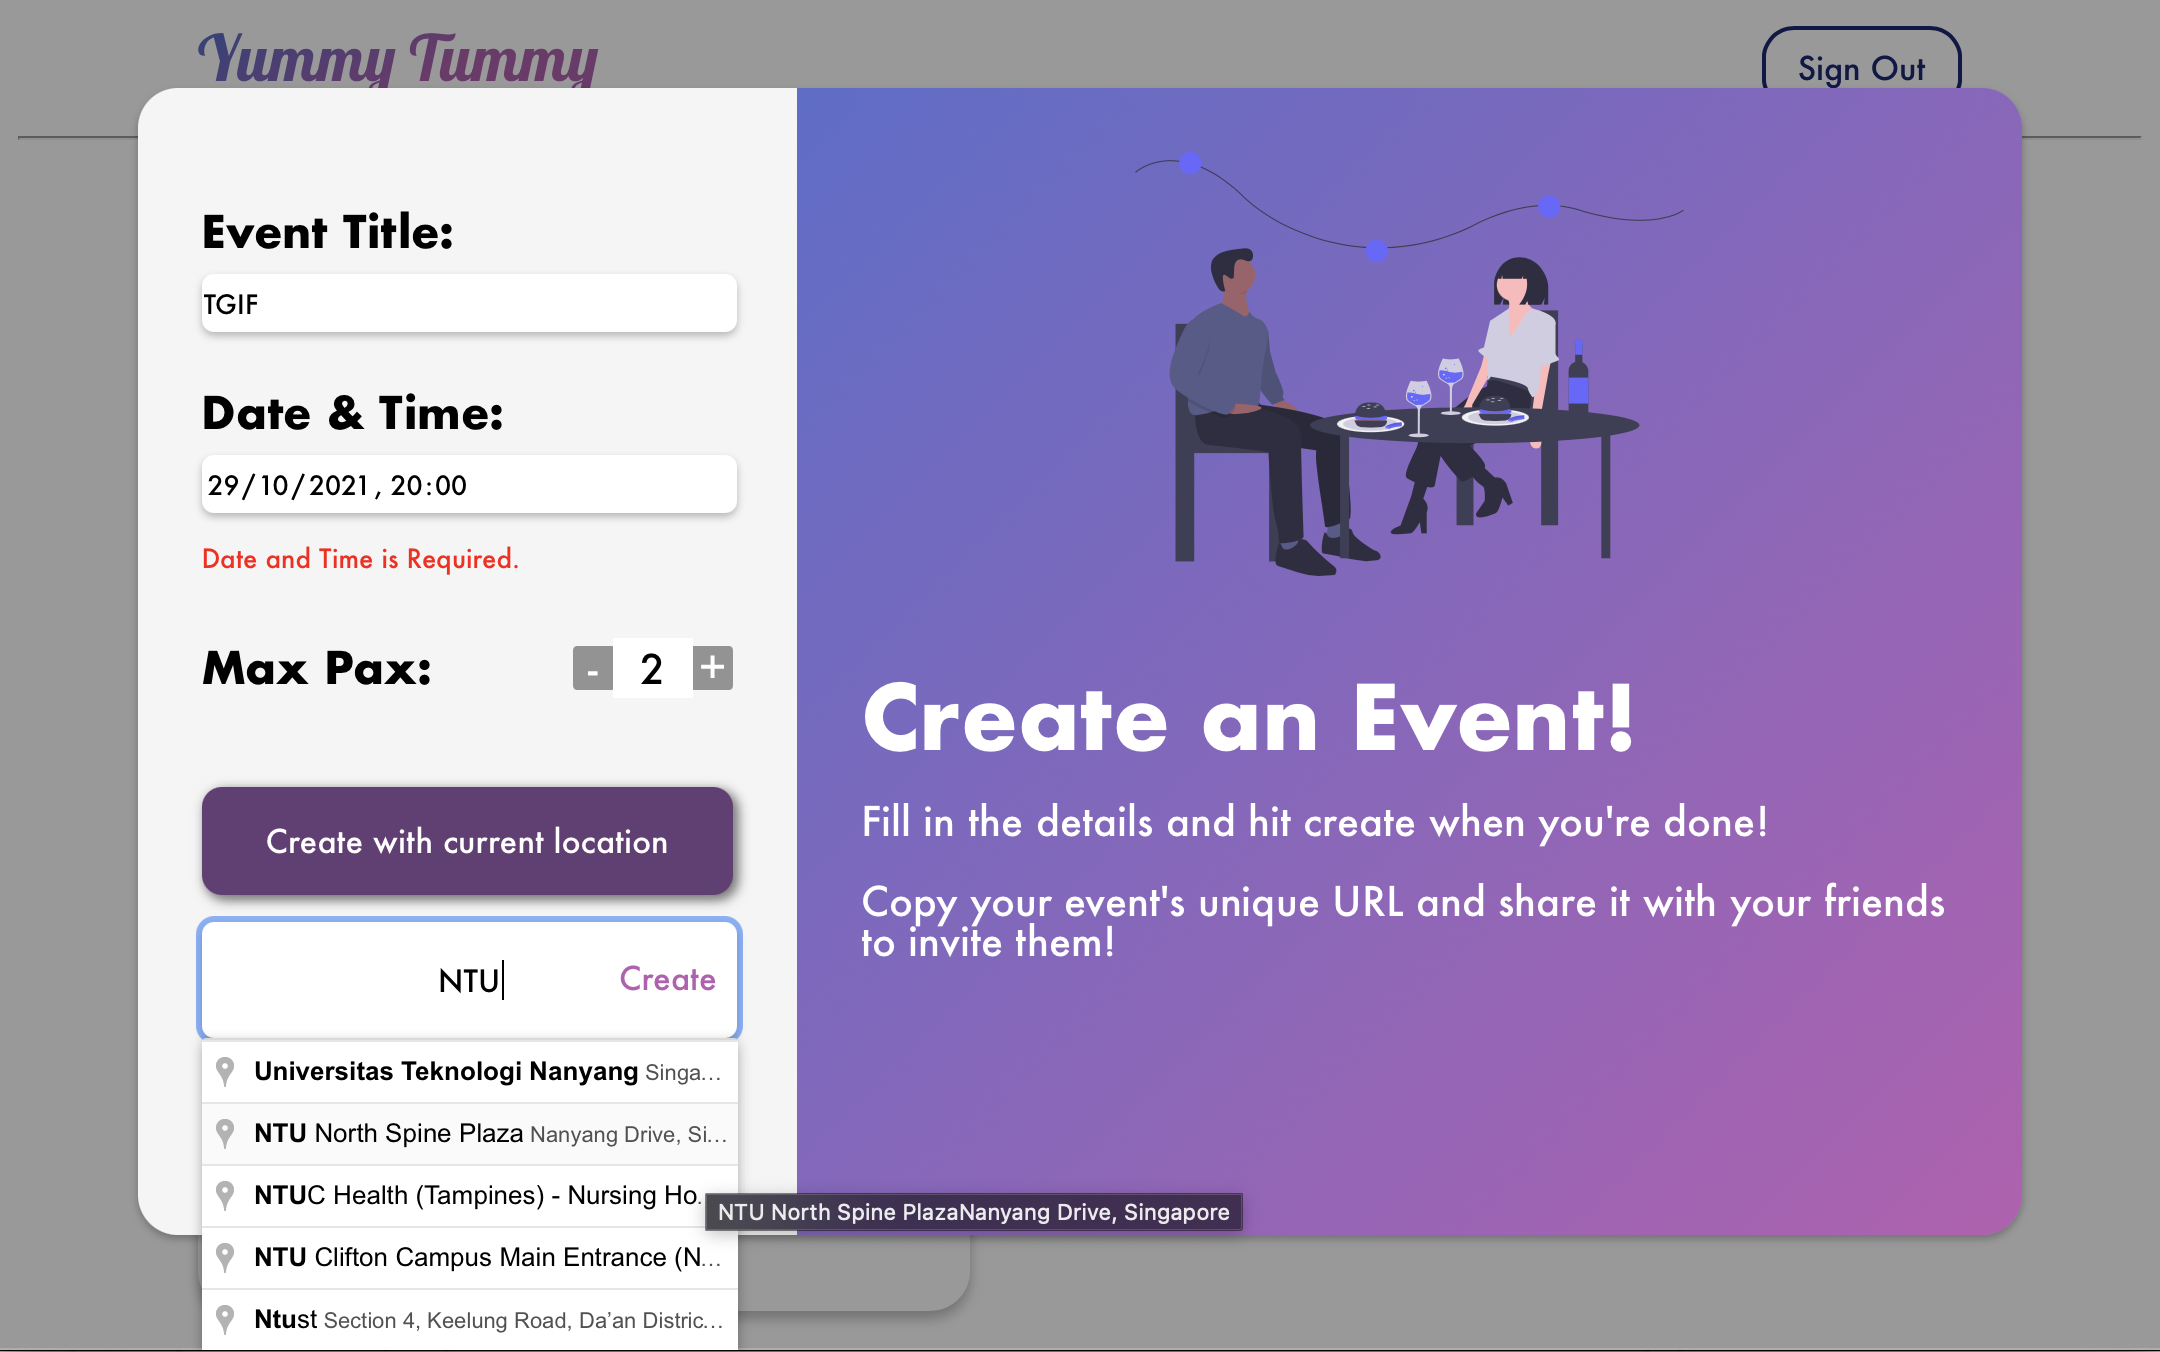 Yummy Tummy
Sign Out
Event Title:
TGIF
Date & Time:
29/10/2021, 20:00
Date and Time is Required.
Max Pax:
- 2 +
Create with current location
NTU
Create
Universitas Teknologi Nanyang Singa...
NTU North Spine Plaza Nanyang Drive, Si...
NTUC Health (Tampines) - Nursing Ho...
NTU Clifton Campus Main Entrance (N...
Ntust Section 4, Keelung Road, Da’an Distric...
NTU North Spine PlazaNanyang Drive, Singapore
Create an Event!
Fill in the details and hit create when you're done!
Copy your event's unique URL and share it with your friends
to invite them!